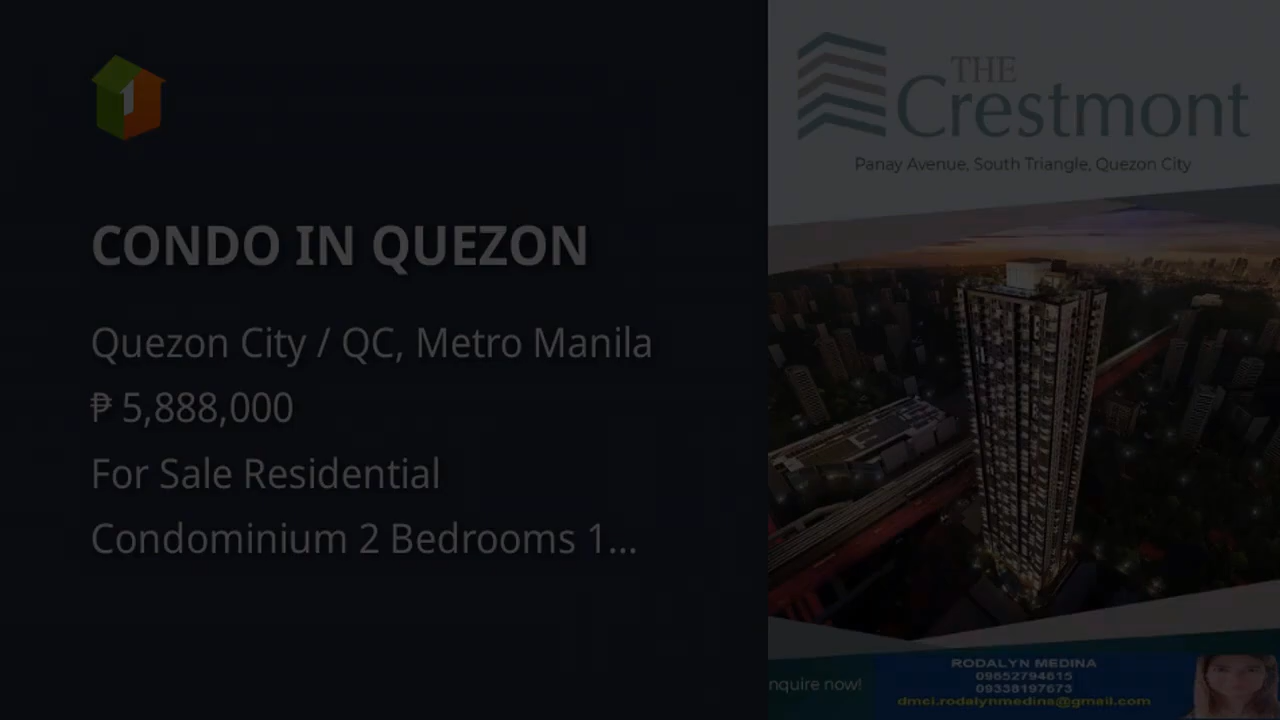 CONDO IN QUEZON
Quezon City / QC, Metro Manila
₱ 5,888,000
For Sale Residential
Condominium 2 Bedrooms 1...
THE
Crestmont
Panay Avenue, South Triangle, Quezon City
nquire now!
RODALYN MEDINA
09652794615
09338197673
dmci.rodalynmedina@gmail.com